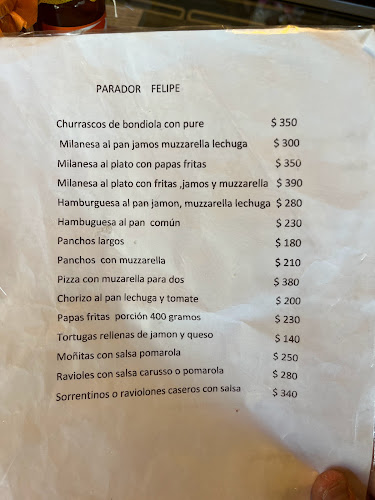 PARADOR FELIPE
Churrascos de bondiola con pure $ 350
Milanesa al pan jamos muzzarella lechuga $ 300
Milanesa al plato con papas fritas $ 350
Milanesa al plato con fritas ,jamos y muzzarella $ 390
Hamburguesa al pan jamon, muzzarella lechuga $ 280
Hambuguesa al pan común $ 230
Panchos largos $ 180
Panchos con muzzarella $ 210
Pizza con muzarella para dos $ 380
Chorizo al pan lechuga y tomate $ 200
Papas fritas porción 400 gramos $ 230
Tortugas rellenas de jamon y queso $ 140
Moñitas con salsa pomarola $ 250
Ravioles con salsa carusso o pomarola $ 280
Sorrentinos o raviolones caseros con salsa $ 340